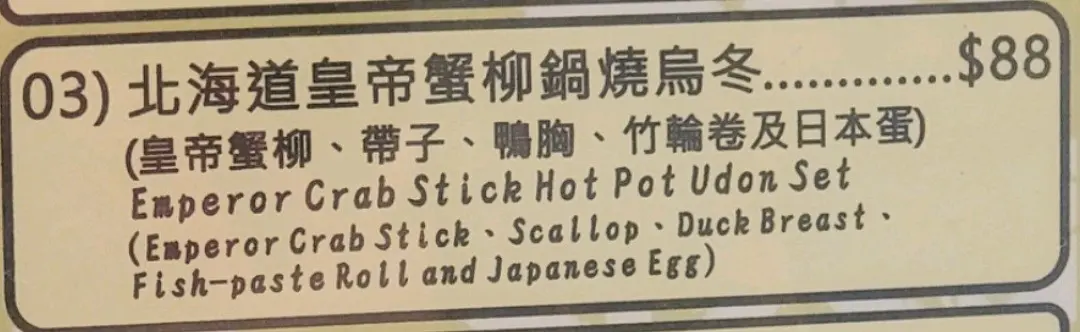 03) 北海道皇帝蟹柳鍋燒烏冬.............$88
(皇帝蟹柳、帶子、鴨胸、竹輪卷及日本蛋)
Emperor Crab Stick Hot Pot Udon Set
(Emperor Crab Stick、Scallop、Duck Breast、
Fish-paste Roll and Japanese Egg)